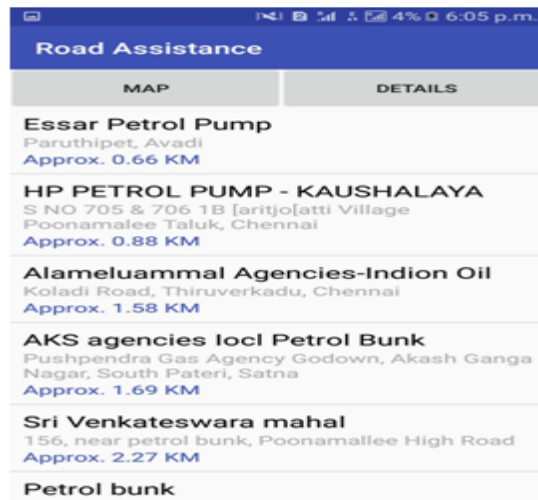 4% 6:05 p.m.
Road Assistance
MAP DETAILS
Essar Petrol Pump
Paruthipet, Avadi
Approx. 0.66 KM
HP PETROL PUMP - KAUSHALAYA
S NO 705 & 706 1B [aritjo[atti Village
Poonamalee Taluk, Chennai
Approx. 0.88 KM
Alameluammal Agencies-Indion Oil
Koladi Road, Thiruverkadu, Chennai
Approx. 1.58 KM
AKS agencies Iocl Petrol Bunk
Pushpendra Gas Agency Godown, Akash Ganga
Nagar, South Pateri, Satna
Approx. 1.69 KM
Sri Venkateswara mahal
156, near petrol bunk, Poonamallee High Road
Approx. 2.27 KM
Petrol bunk